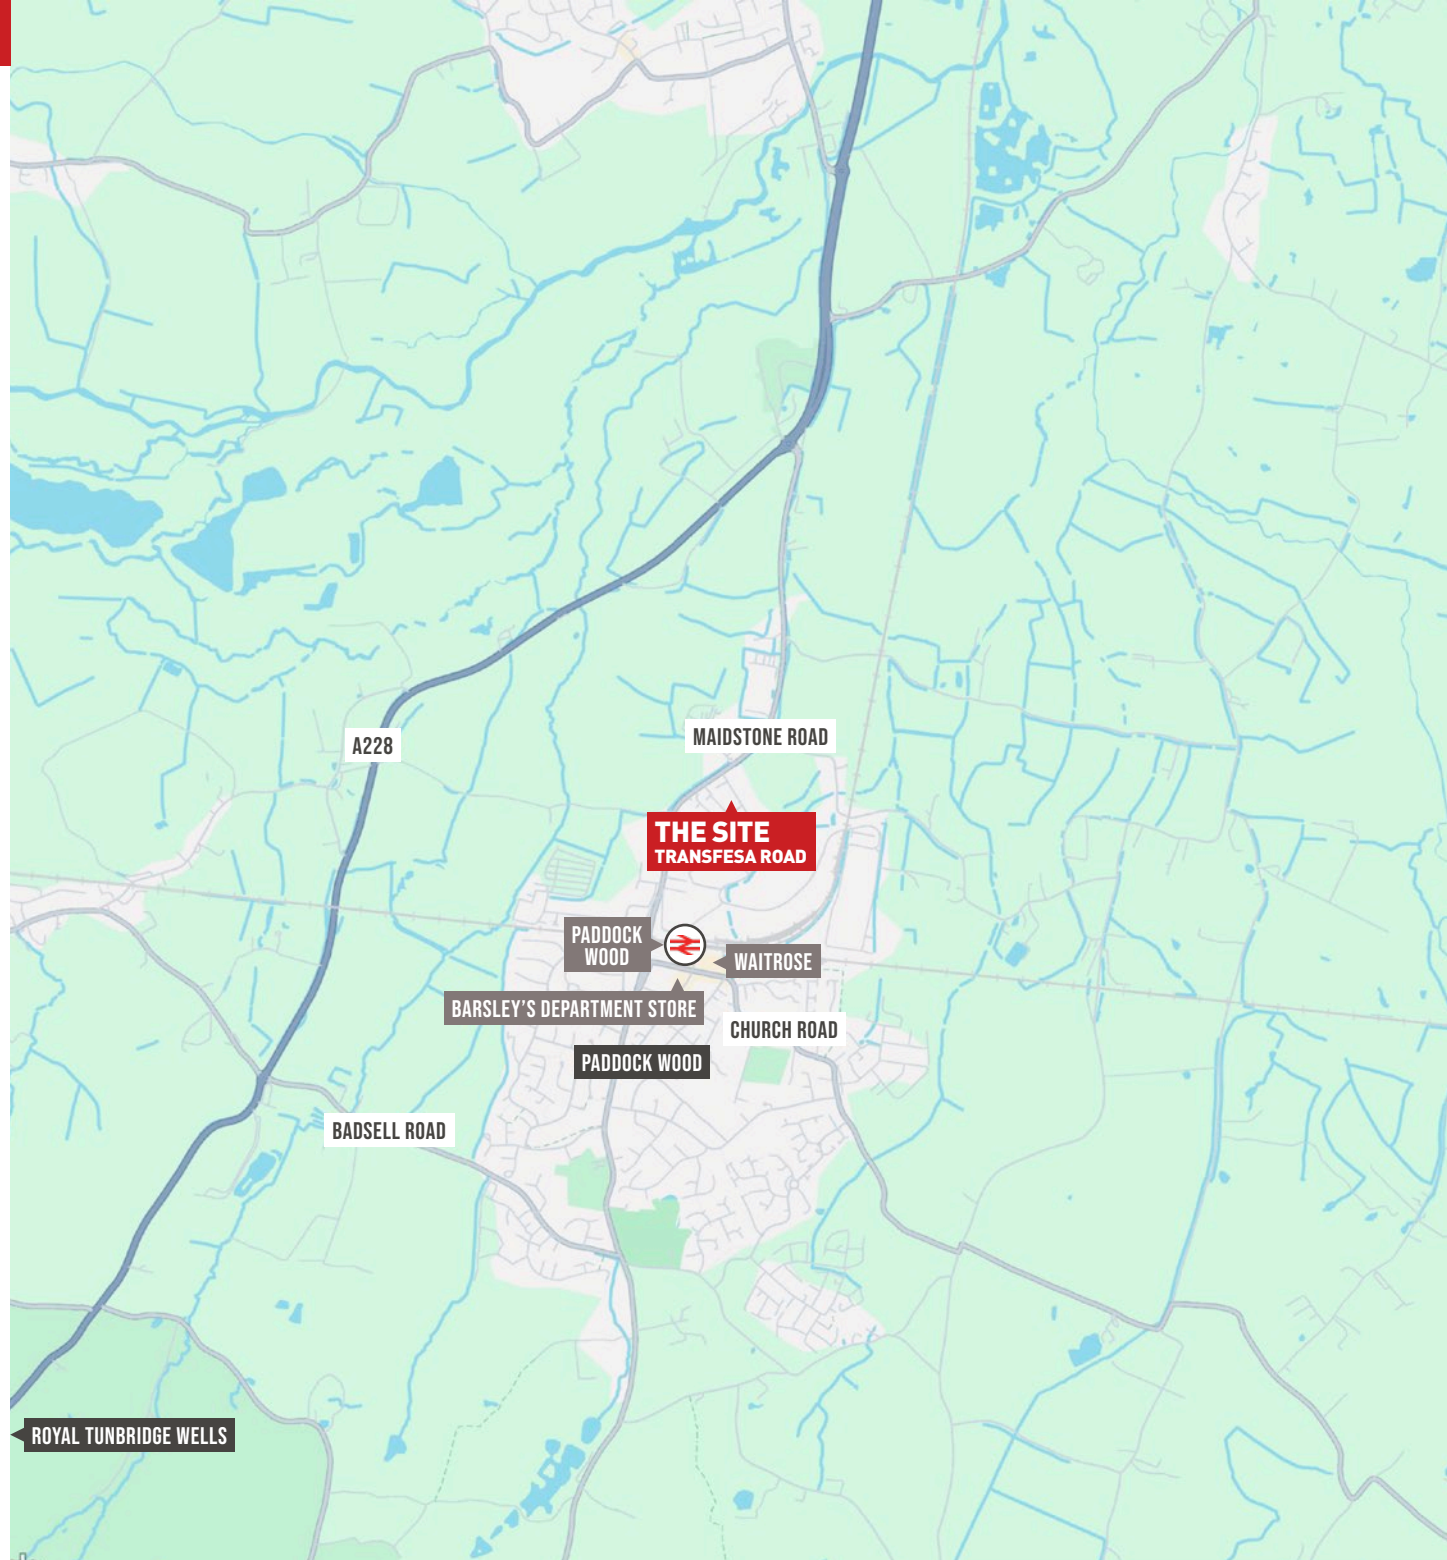 MAIDSTONE ROAD
A228
THE SITE
TRANSFESA ROAD
PADDOCK
WOOD
WAITROSE
BARSLEY'S DEPARTMENT STORE
CHURCH ROAD
PADDOCK WOOD
BADSELL ROAD
ROYAL TUNBRIDGE WELLS